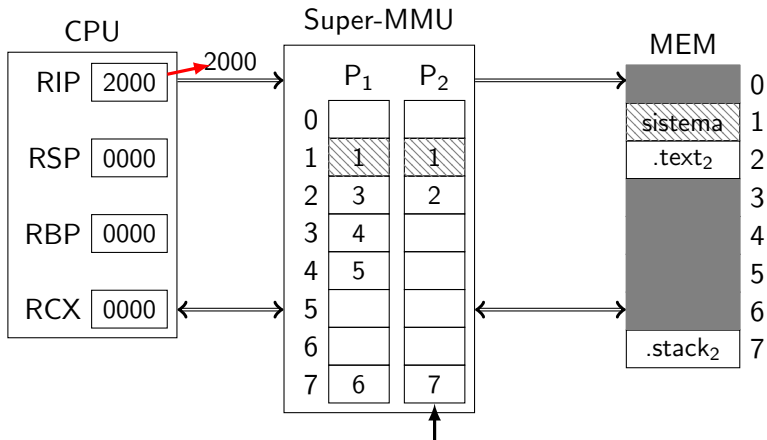 CPU
Super-MMU
MEM
RIP 2000
2000
P1 P2
0
0
RSP 0000
1 1 1
sistema 1
2 3 2
.text2 2
RBP 0000
3 4
3
4 5
4
5
5
RCX 0000
6
6
7 6 7
.stack2 7